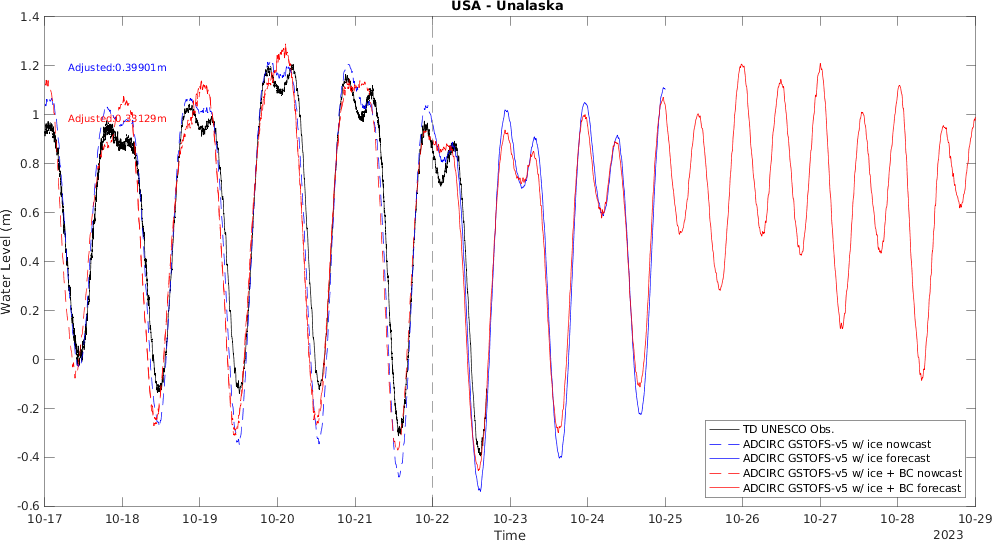 USA - Unalaska
1.4
1.2
1
0.8
0.6
0.4
0.2
0
-0.2
-0.4
-0.6
Water Level (m)
Adjusted:0.39901m
Adjusted:0.23129m
TD UNESCO Obs.
ADCIRC GSTOFS-v5 w/ ice nowcast
ADCIRC GSTOFS-v5 w/ ice forecast
ADCIRC GSTOFS-v5 w/ ice + BC nowcast
ADCIRC GSTOFS-v5 w/ ice + BC forecast
10-17 10-18 10-19 10-20 10-21 10-22 10-23 10-24 10-25 10-26 10-27 10-28 10-29
Time
2023